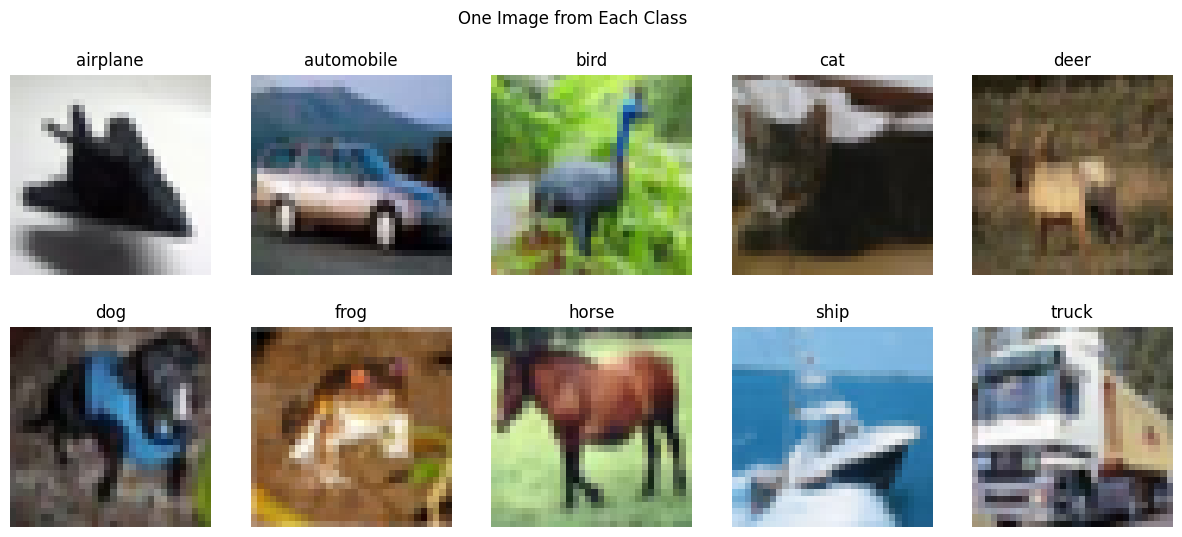 One Image from Each Class
airplane automobile bird cat deer
dog frog horse ship truck